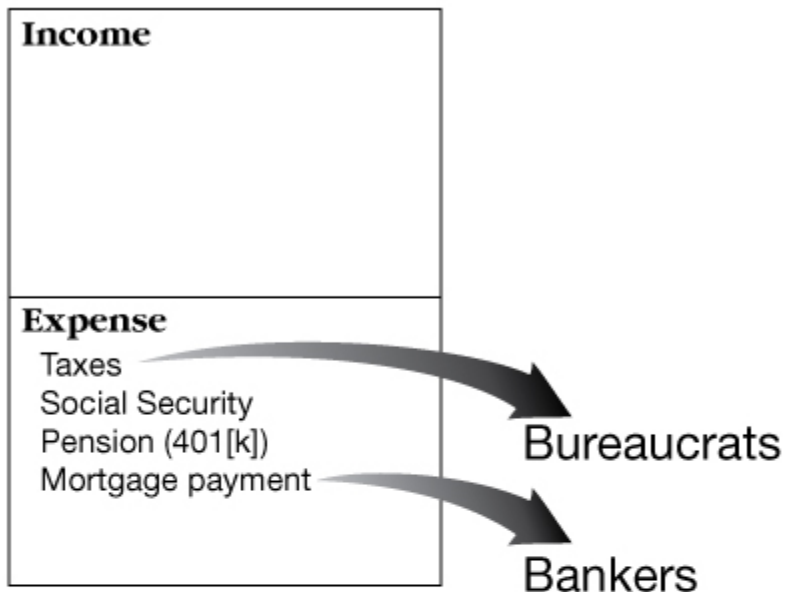 Income
Expense
Taxes
Social Security
Pension (401[k])
Mortgage payment
Bureaucrats
Bankers